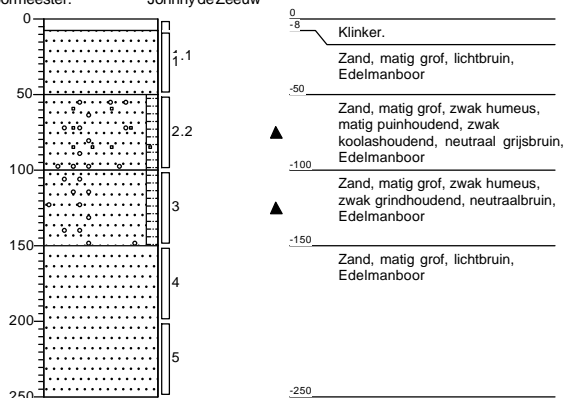 Johnny de Zeeuw
0
50
100
150
200
250
1.1
2.2
3
4
5
0
-8
Klinker.
Zand, matig grof, lichtbruin,
Edelmanboor
-50
Zand, matig grof, zwak humeus,
matig puinhoudend, zwak
koolashoudend, neutraal grijsbruin,
Edelmanboor
-100
Zand, matig grof, zwak humeus,
zwak grindhoudend, neutraalbruin,
Edelmanboor
-150
Zand, matig grof, lichtbruin,
Edelmanboor
-250